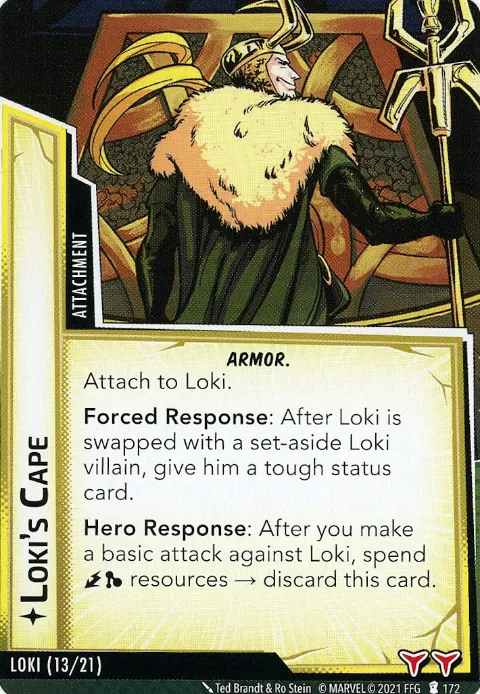 ATTACHMENT
LOKI'S CAPE
ARMOR.
Attach to Loki.
Forced Response: After Loki is
swapped with a set-aside Loki
villain, give him a tough status
card.
Hero Response: After you make
a basic attack against Loki, spend
resources → discard this card.
LOKI (13/21)
Ted Brandt & Ro Stein © MARVEL © 2021 FFG 172